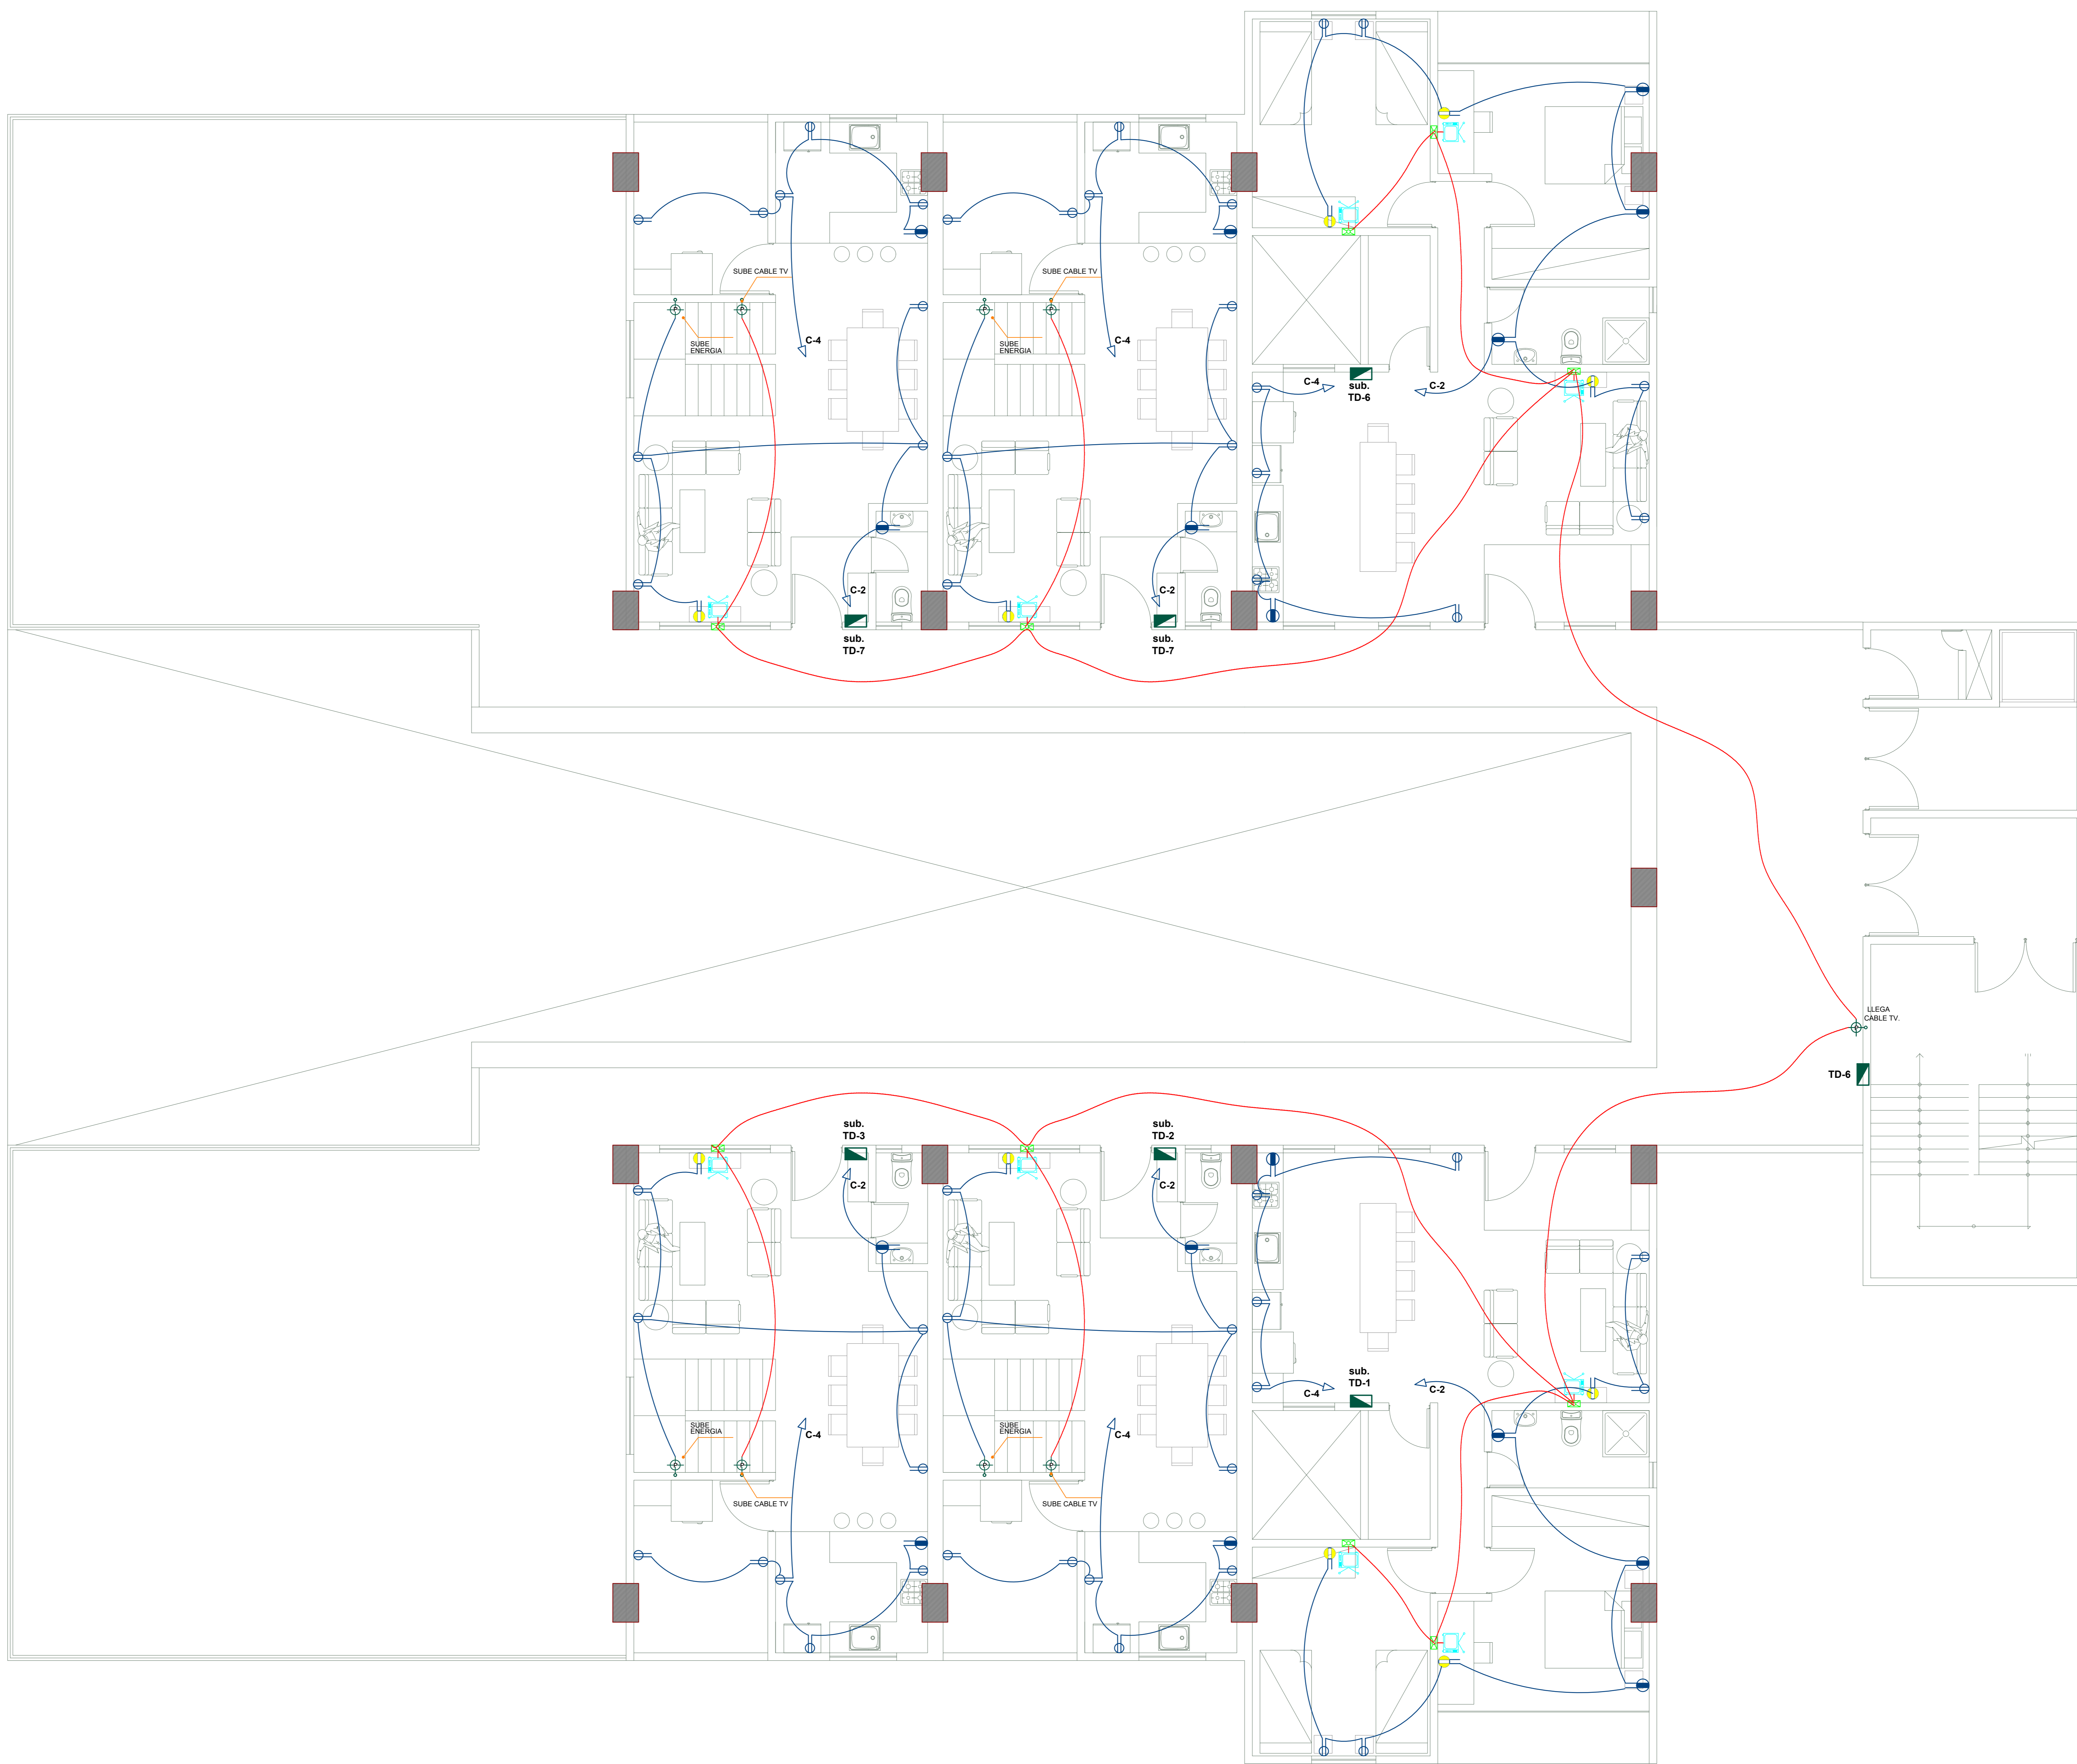 SUBE CABLE TV
SUBE CABLE TV
SUBE
ENERGIA
SUBE
ENERGIA
C-4
C-4
C-4
sub.
TD-6
C-2
C-2
C-2
sub.
TD-7
sub.
TD-7
LLEGA
CABLE TV.
TD-6
sub.
TD-3
sub.
TD-2
C-2
C-2
sub.
TD-1
C-4
C-2
SUBE
ENERGIA
SUBE
ENERGIA
C-4
C-4
SUBE CABLE TV
SUBE CABLE TV